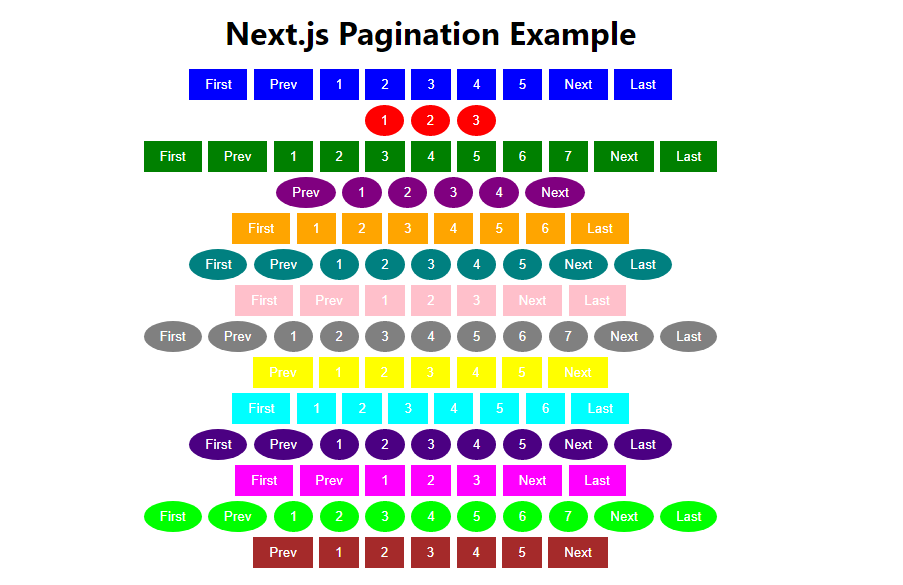 Next.js Pagination Example
First Prev 1 2 3 4 5 Next Last
1 2 3
First Prev 1 2 3 4 5 6 7 Next Last
Prev 1 2 3 4 Next
First 1 2 3 4 5 6 Last
First Prev 1 2 3 4 5 Next Last
First Prev 1 2 3 Next Last
First Prev 1 2 3 4 5 6 7 Next Last
Prev 1 2 3 4 5 Next
First 1 2 3 4 5 6 Last
First Prev 1 2 3 4 5 Next Last
First Prev 1 2 3 Next Last
First Prev 1 2 3 4 5 6 7 Next Last
Prev 1 2 3 4 5 Next